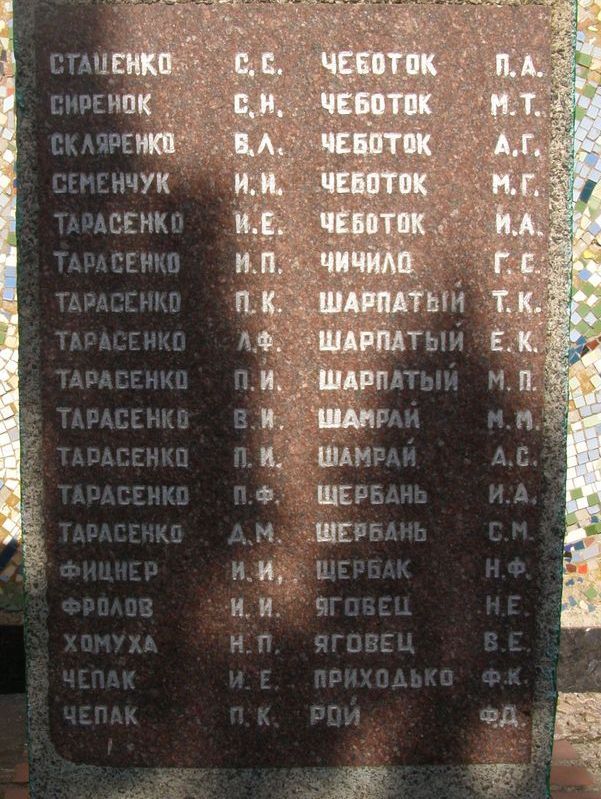 СТАЦЕНКО С.С. ЧЕБОТОК П.А.
СИРЕНОК С.Н. ЧЕБОТОК М.Т.
СКЛЯРЕНКО В.Л. ЧЕБОТОК А.Г.
СЕМЕНЧУК И.И. ЧЕБОТОК М.Г.
ТАРАСЕНКО И.Е. ЧЕБОТОК И.А.
ТАРАСЕНКО И.П. ЧИЧИЛО Г.С.
ТАРАСЕНКО П.К. ШАРПАТЫЙ Т.К.
ТАРАСЕНКО Л.Ф. ШАРПАТЫЙ Е.К.
ТАРАСЕНКО П.И. ШАРПАТЫЙ М.П.
ТАРАСЕНКО В.И. ШАМРАЙ М.М.
ТАРАСЕНКО П.И. ШАМРАЙ А.С.
ТАРАСЕНКО П.Ф. ЩЕРБАНЬ И.А.
ТАРАСЕНКО Д.М. ЩЕРБАНЬ С.М.
ФИЦНЕР И.И. ЩЕРБАК Н.Ф.
ФРОЛОВ И.И. ЯГОВЕЦ Н.Е.
ХОМУХА Н.П. ЯГОВЕЦ В.Е.
ЧЕПАК И.Е. ПРИХОДЬКО Ф.К.
ЧЕПАК П.К. РОЙ Ф.Д.